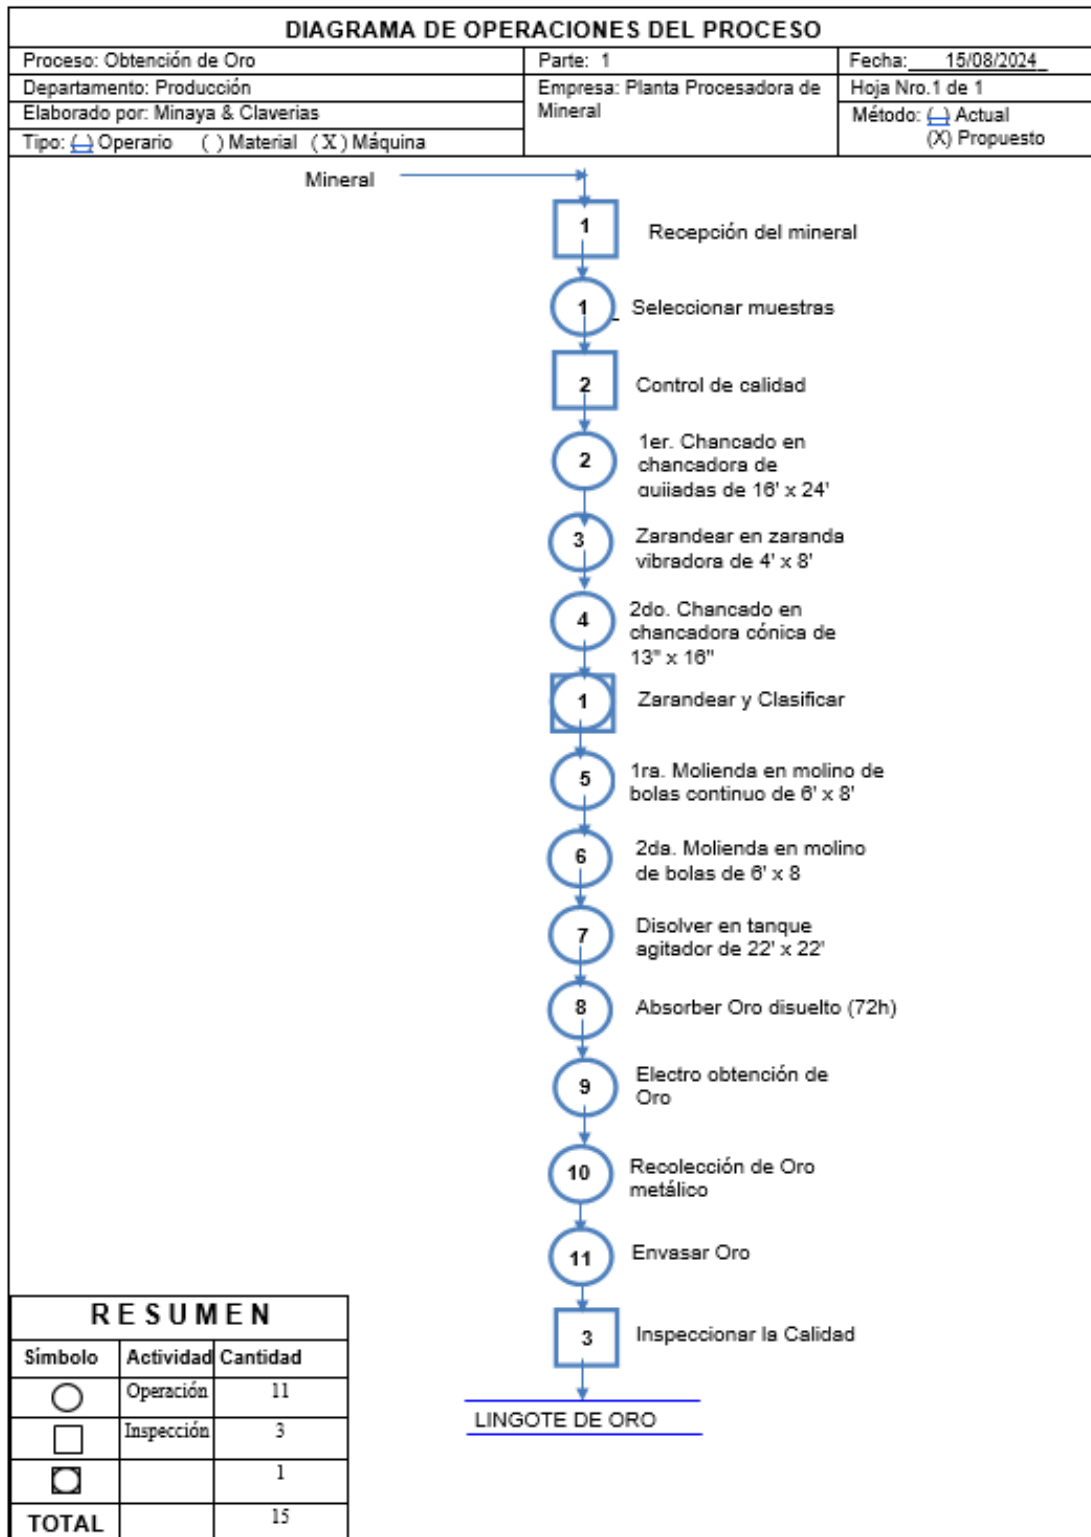 DIAGRAMA DE OPERACIONES DEL PROCESO
Proceso: Obtención de Oro
Parte: 1
Fecha: 15/08/2024
Departamento: Producción
Empresa: Planta Procesadora de
Mineral
Hoja Nro.1 de 1
Elaborado por: Minaya & Claverias
Método: (_) Actual
(X) Propuesto
Tipo: (_) Operario ( ) Material (X) Máquina
Mineral
1
Recepción del mineral
1
Seleccionar muestras
2
Control de calidad
2
1er. Chancado en
chancadora de
quijadas de 16' x 24'
3
Zarandear en zaranda
vibradora de 4' x 8'
4
2do. Chancado en
chancadora cónica de
13" x 16"
1
Zarandear y Clasificar
5
1ra. Molienda en molino de
bolas continuo de 6' x 8'
6
2da. Molienda en molino
de bolas de 6' x 8
7
Disolver en tanque
agitador de 22' x 22'
8
Absorber Oro disuelto (72h)
9
Electro obtención de
Oro
10
Recolección de Oro
metálico
11
Envasar Oro
3
Inspeccionar la Calidad
LINGOTE DE ORO
RESUMEN
Símbolo Actividad Cantidad
Operación 11
Inspección 3
1
TOTAL 15